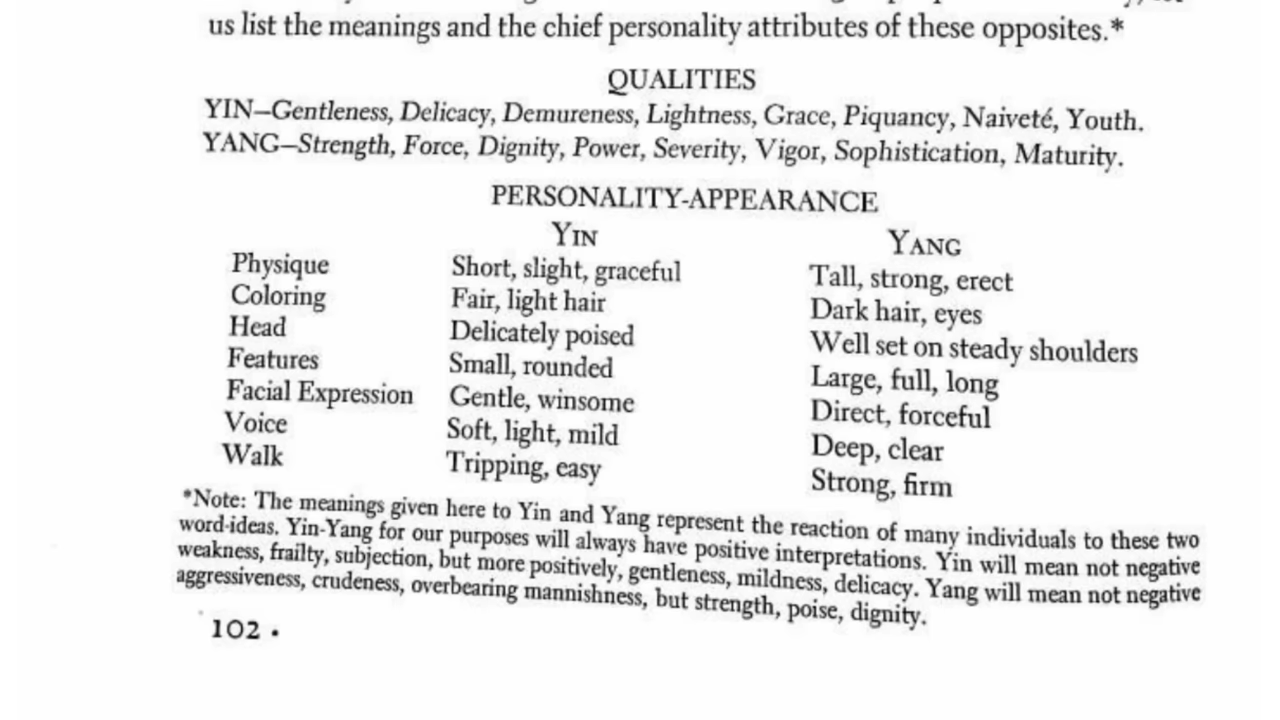 us list the meanings and the chief personality attributes of these opposites.*
QUALITIES
YIN—Gentleness, Delicacy, Demureness, Lightness, Grace, Piquancy, Naiveté, Youth.
YANG—Strength, Force, Dignity, Power, Severity, Vigor, Sophistication, Maturity.
PERSONALITY-APPEARANCE
YIN YANG
Physique Short, slight, graceful Tall, strong, erect
Coloring Fair, light hair Dark hair, eyes
Head Delicately poised Well set on steady shoulders
Features Small, rounded Large, full, long
Facial Expression Gentle, winsome Direct, forceful
Voice Soft, light, mild Deep, clear
Walk Tripping, easy Strong, firm
*Note: The meanings given here to Yin and Yang represent the reaction of many individuals to these two
word-ideas. Yin-Yang for our purposes will always have positive interpretations. Yin will mean not negative
weakness, frailty, subjection, but more positively, gentleness, mildness, delicacy. Yang will mean not negative
aggressiveness, crudeness, overbearing mannishness, but strength, poise, dignity.
102 •